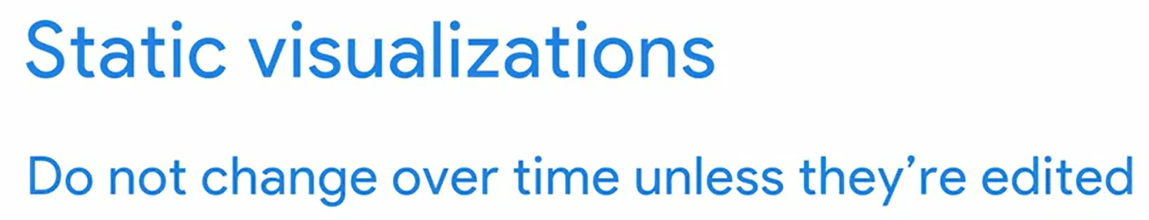 Static visualizations
Do not change over time unless they’re edited